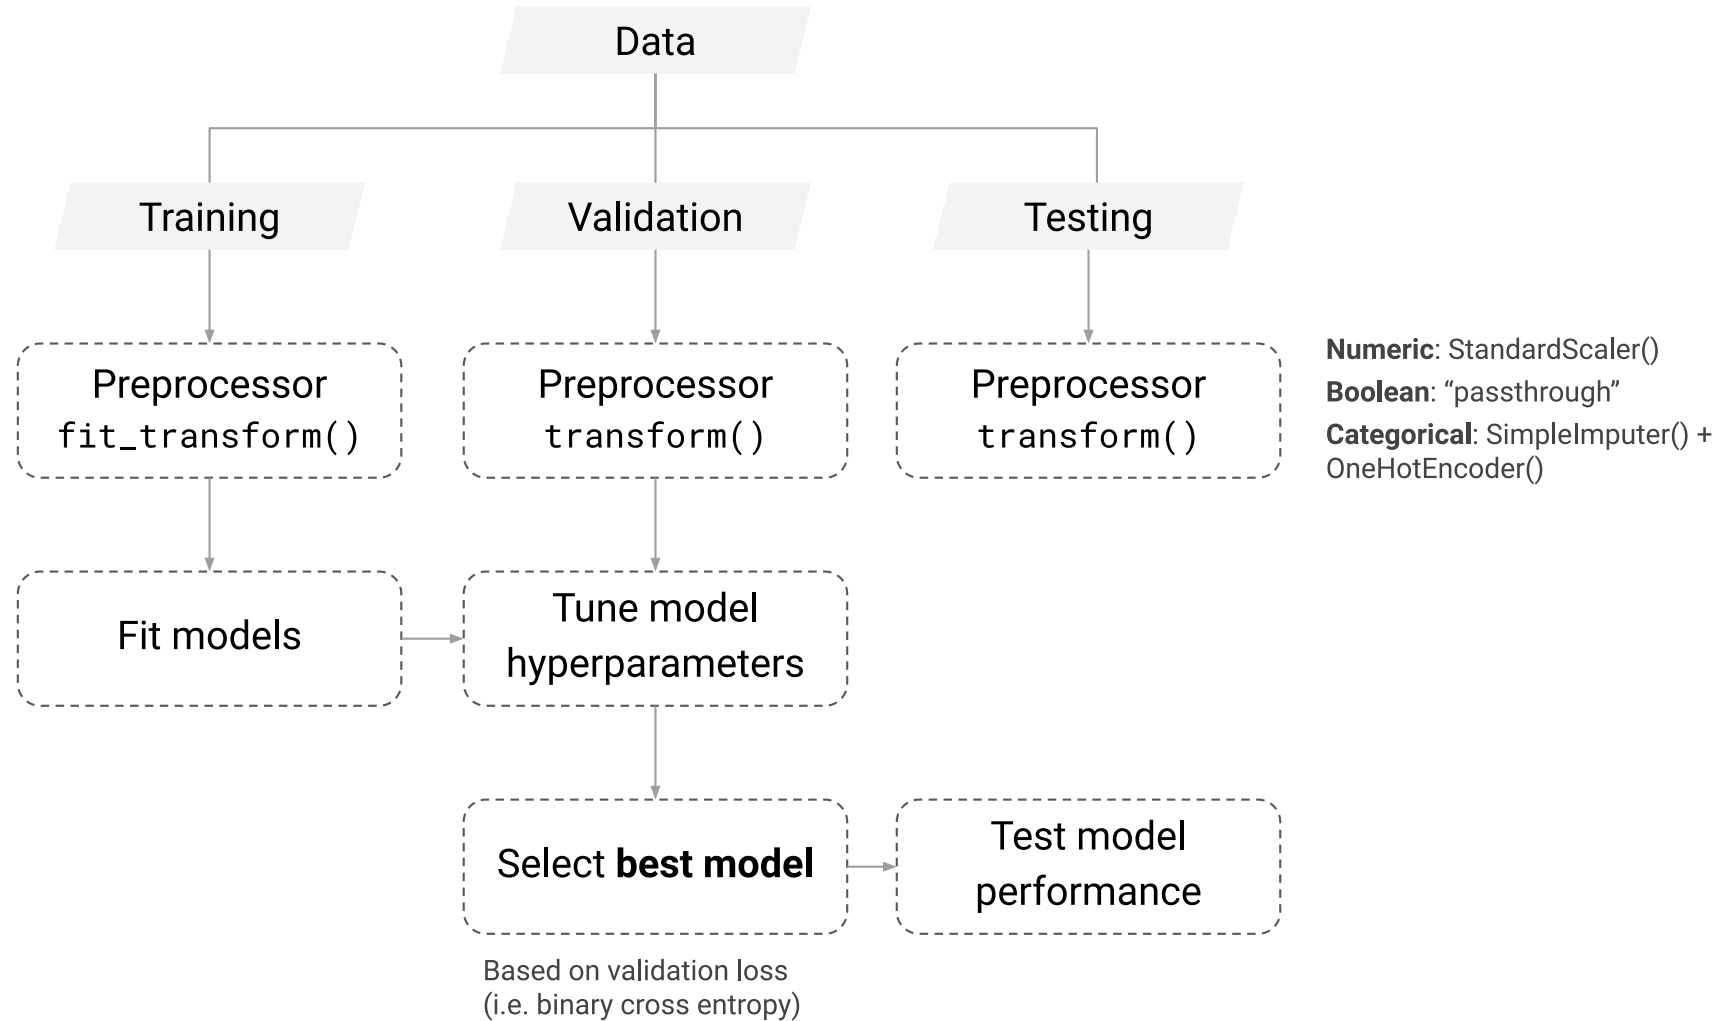 Data
Training
Validation
Testing
Preprocessor
fit_transform()
Preprocessor
transform()
Preprocessor
transform()
Numeric: StandardScaler()
Boolean: “passthrough”
Categorical: SimpleImputer() +
OneHotEncoder()
Fit models
Tune model
hyperparameters
Select best model
Test model
performance
Based on validation loss
(i.e. binary cross entropy)